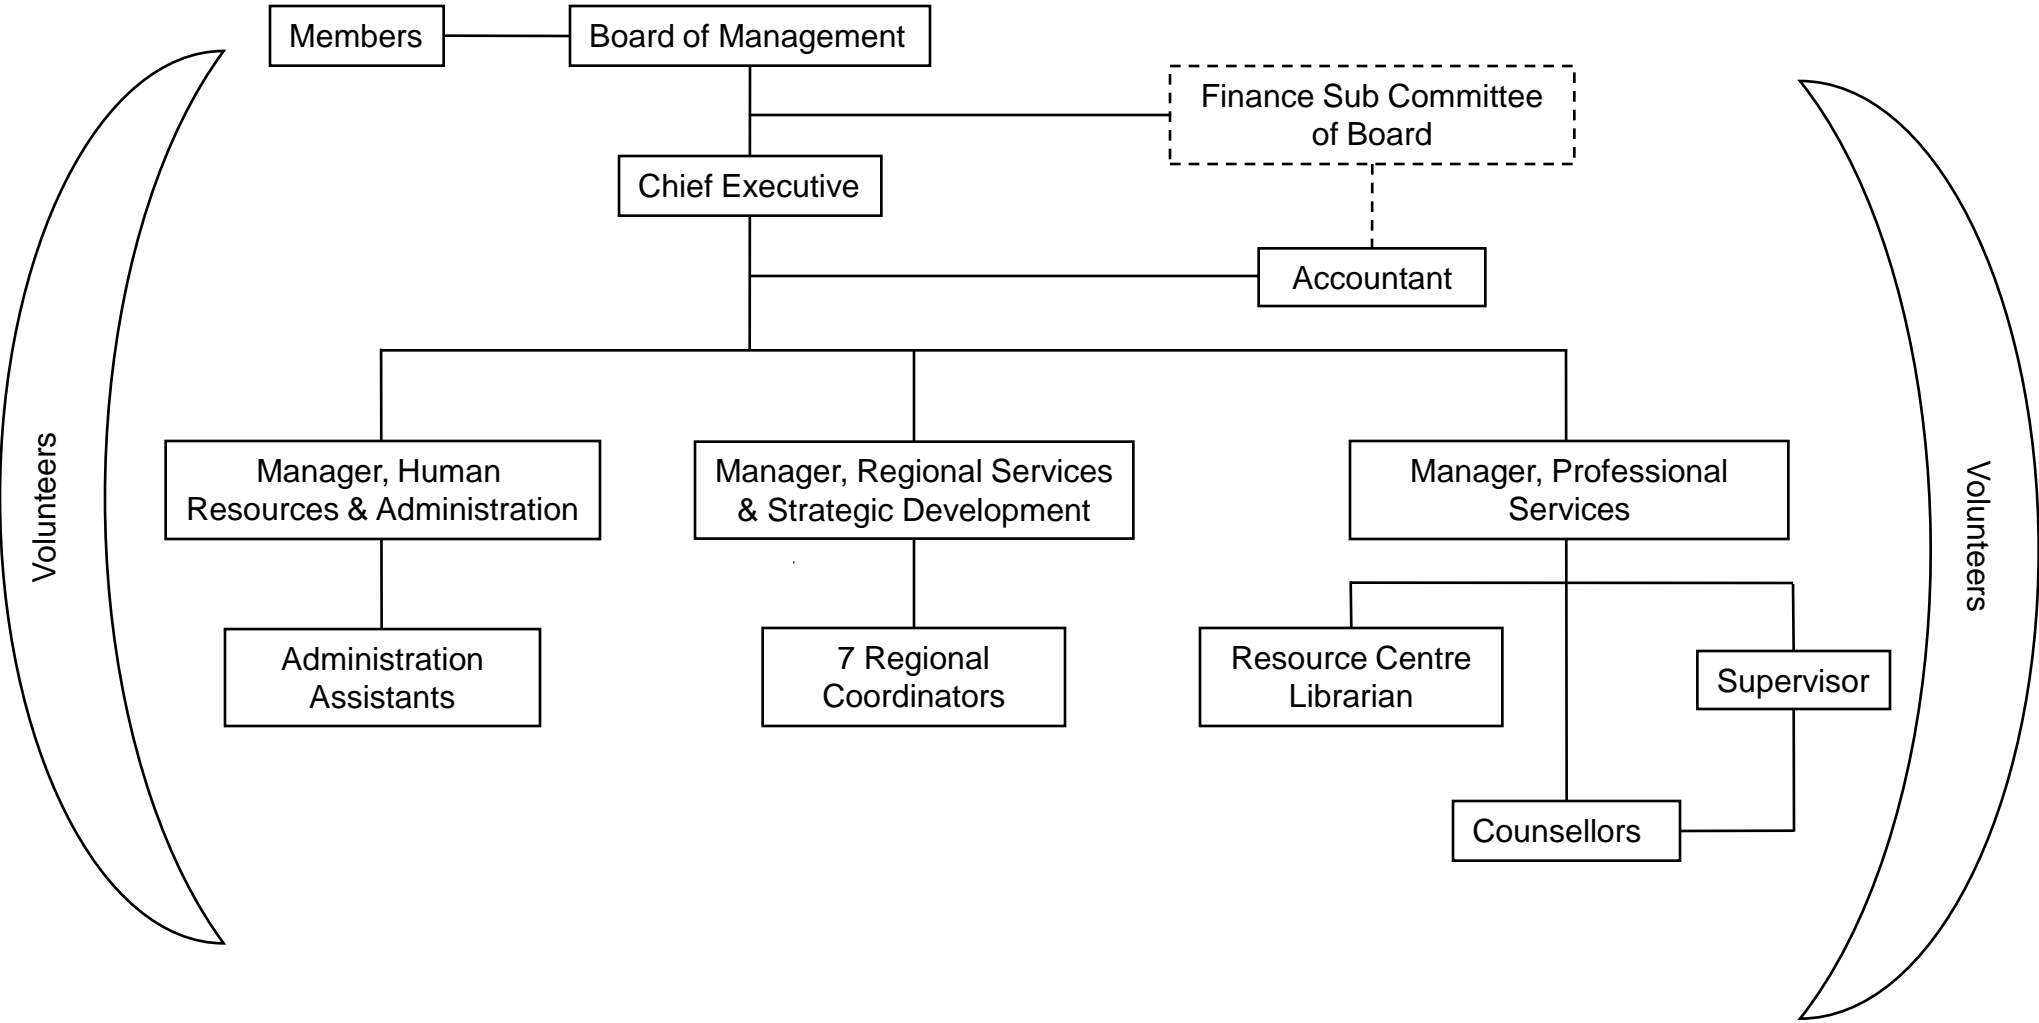 Members
Board of Management
Finance Sub Committee
of Board
Chief Executive
Accountant
Volunteers
Manager, Human
Resources & Administration
Manager, Regional Services
& Strategic Development
Manager, Professional
Services
Volunteers
Administration
Assistants
7 Regional
Coordinators
Resource Centre
Librarian
Supervisor
Counsellors